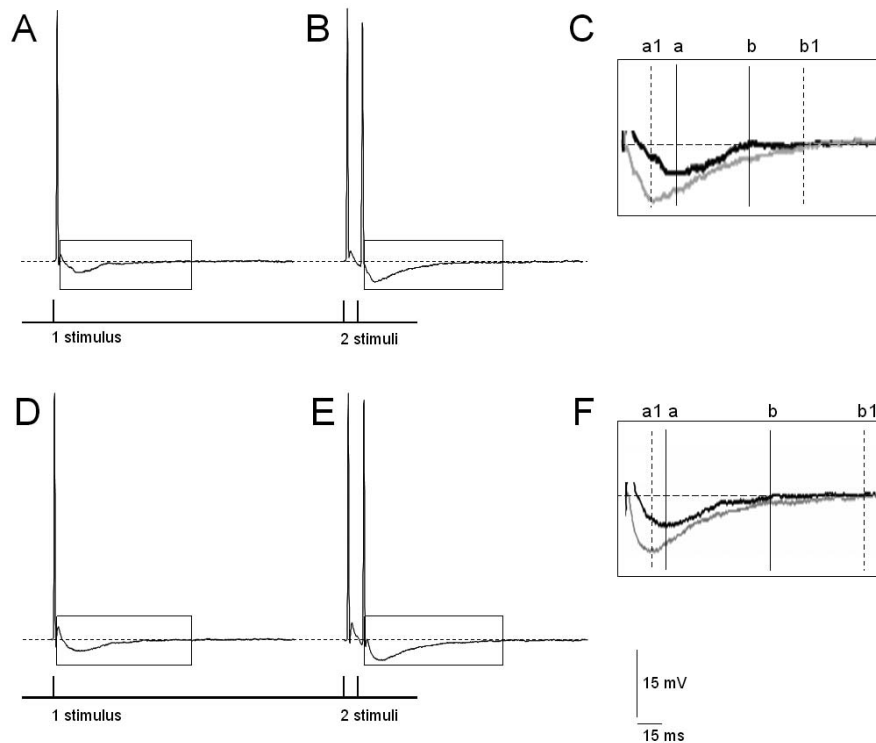 A
B
C
a1 a b b1
1 stimulus
2 stimuli
D
E
F
a1 a b b1
1 stimulus
2 stimuli
15 mV
15 ms